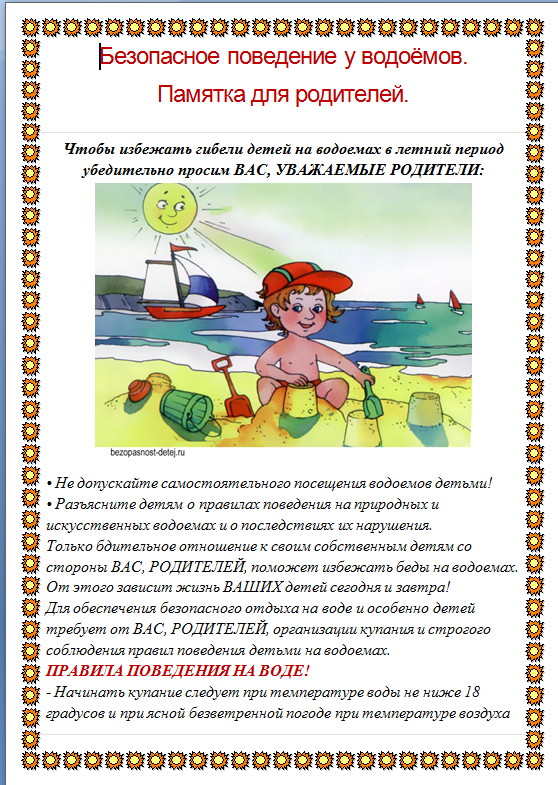 Безопасное поведение у водоёмов.
Памятка для родителей.
Чтобы избежать гибели детей на водоемах в летний период
убедительно просим ВАС, УВАЖАЕМЫЕ РОДИТЕЛИ:
bezopasnost-detej.ru
• Не допускайте самостоятельного посещения водоемов детьми!
• Разъясните детям о правилах поведения на природных и
искусственных водоемах и о последствиях их нарушения.
Только бдительное отношение к своим собственным детям со
стороны ВАС, РОДИТЕЛЕЙ, поможет избежать беды на водоемах.
От этого зависит жизнь ВАШИХ детей сегодня и завтра!
Для обеспечения безопасного отдыха на воде и особенно детей
требует от ВАС, РОДИТЕЛЕЙ, организации купания и строгого
соблюдения правил поведения детьми на водоемах.
ПРАВИЛА ПОВЕДЕНИЯ НА ВОДЕ!
- Начинать купание следует при температуре воды не ниже 18
градусов и при ясной безветренной погоде при температуре воздуха